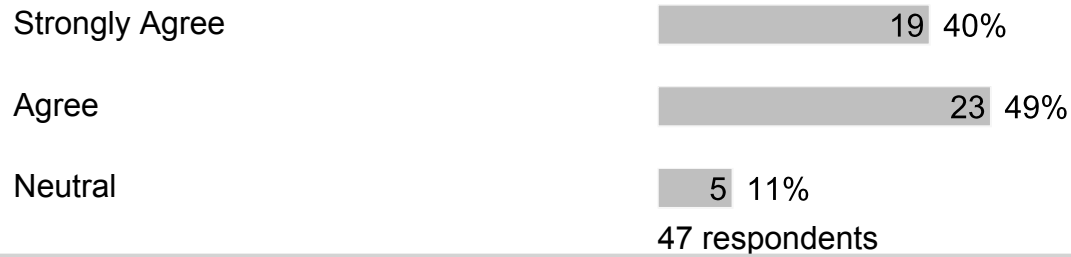 Strongly Agree 19 40%
Agree 23 49%
Neutral 5 11%
47 respondents